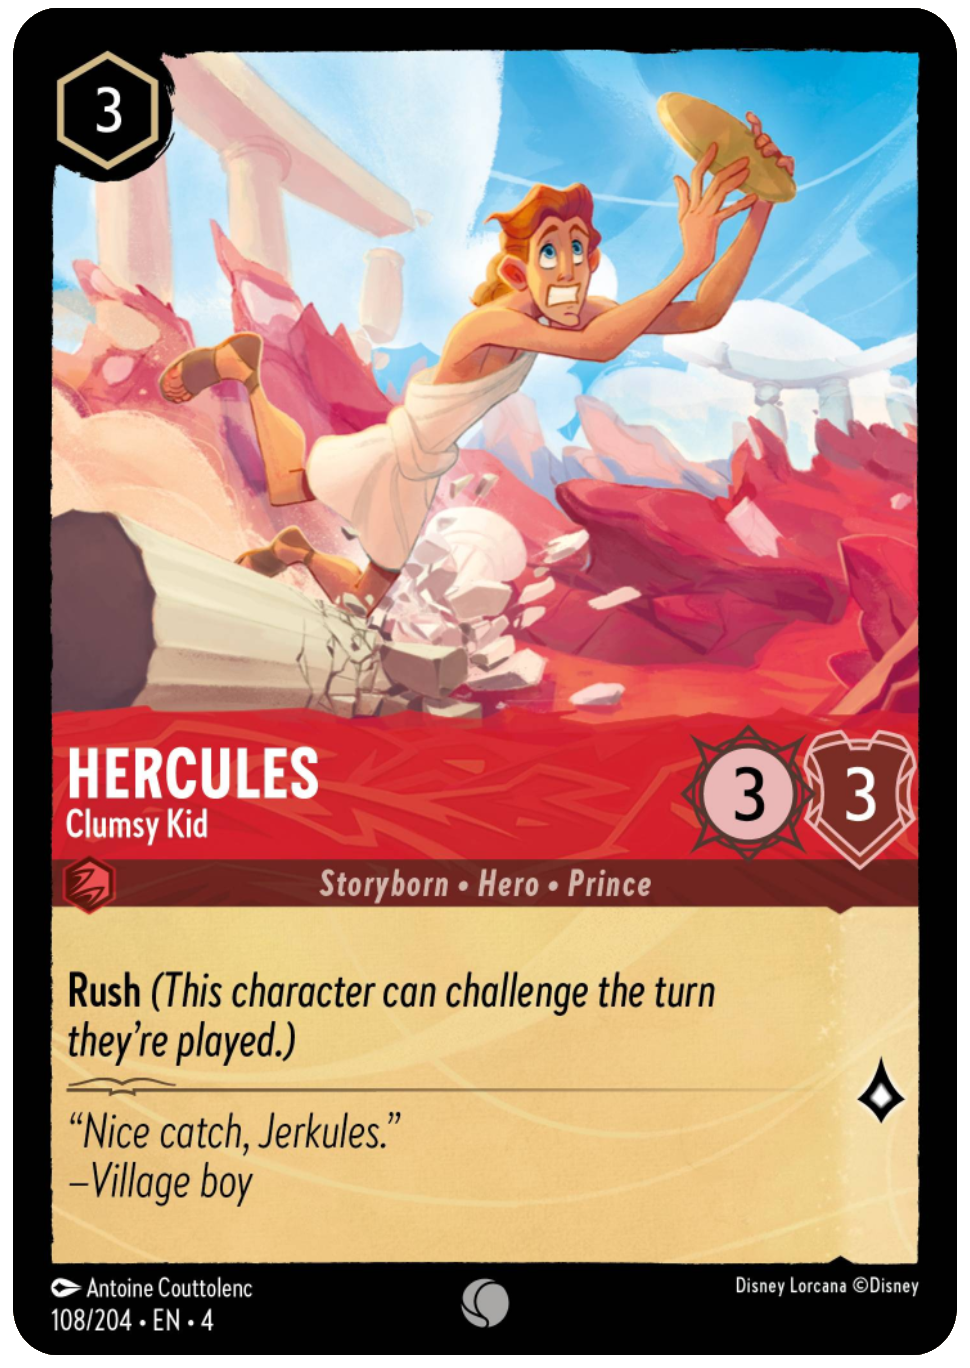 3
HERCULES
Clumsy Kid
3
3
Storyborn • Hero • Prince
Rush (This character can challenge the turn
they're played.)
“Nice catch, Jerkules.”
–Village boy
Antoine Couttolenc
Disney Lorcana ©Disney
108/204 • EN • 4